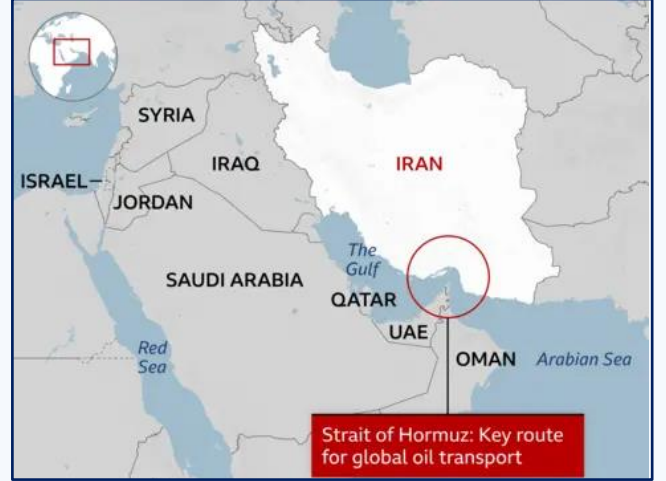 SYRIA
IRAQ
IRAN
ISRAEL
JORDAN
The
Gulf
SAUDI ARABIA
QATAR
UAE
Red
Sea
OMAN
Arabian Sea
Strait of Hormuz: Key route
for global oil transport